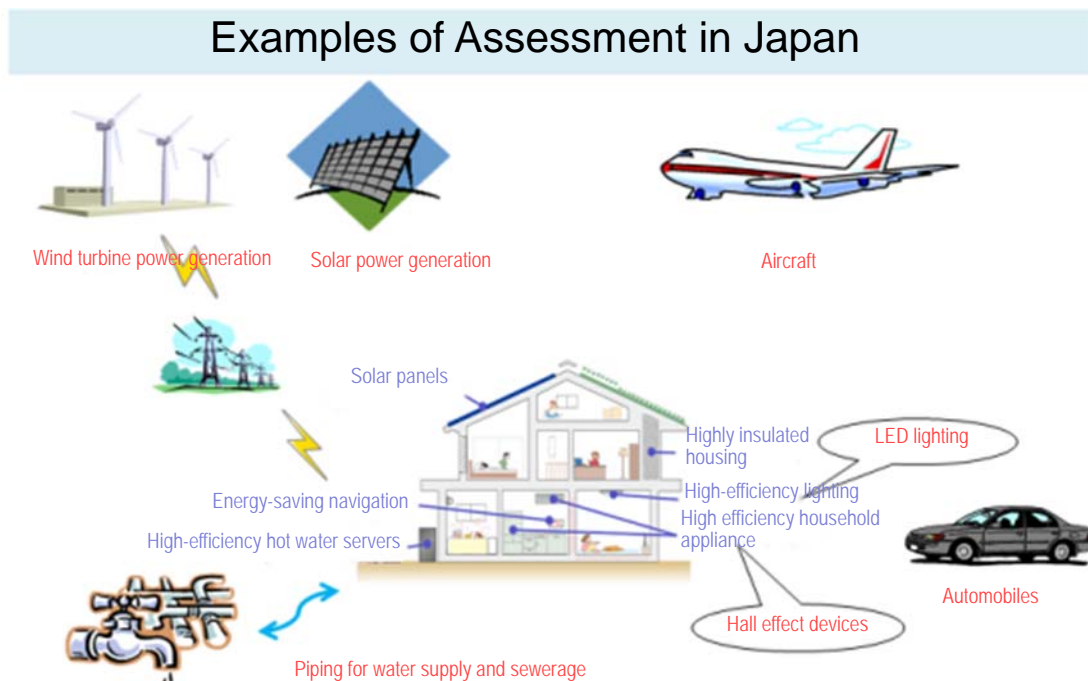 Examples of Assessment in Japan
Wind turbine power generation
Solar power generation
Aircraft
Solar panels
Highly insulated
housing
LED lighting
High-efficiency lighting
Energy-saving navigation
High efficiency household
appliance
High-efficiency hot water servers
Automobiles
Hall effect devices
Piping for water supply and sewerage